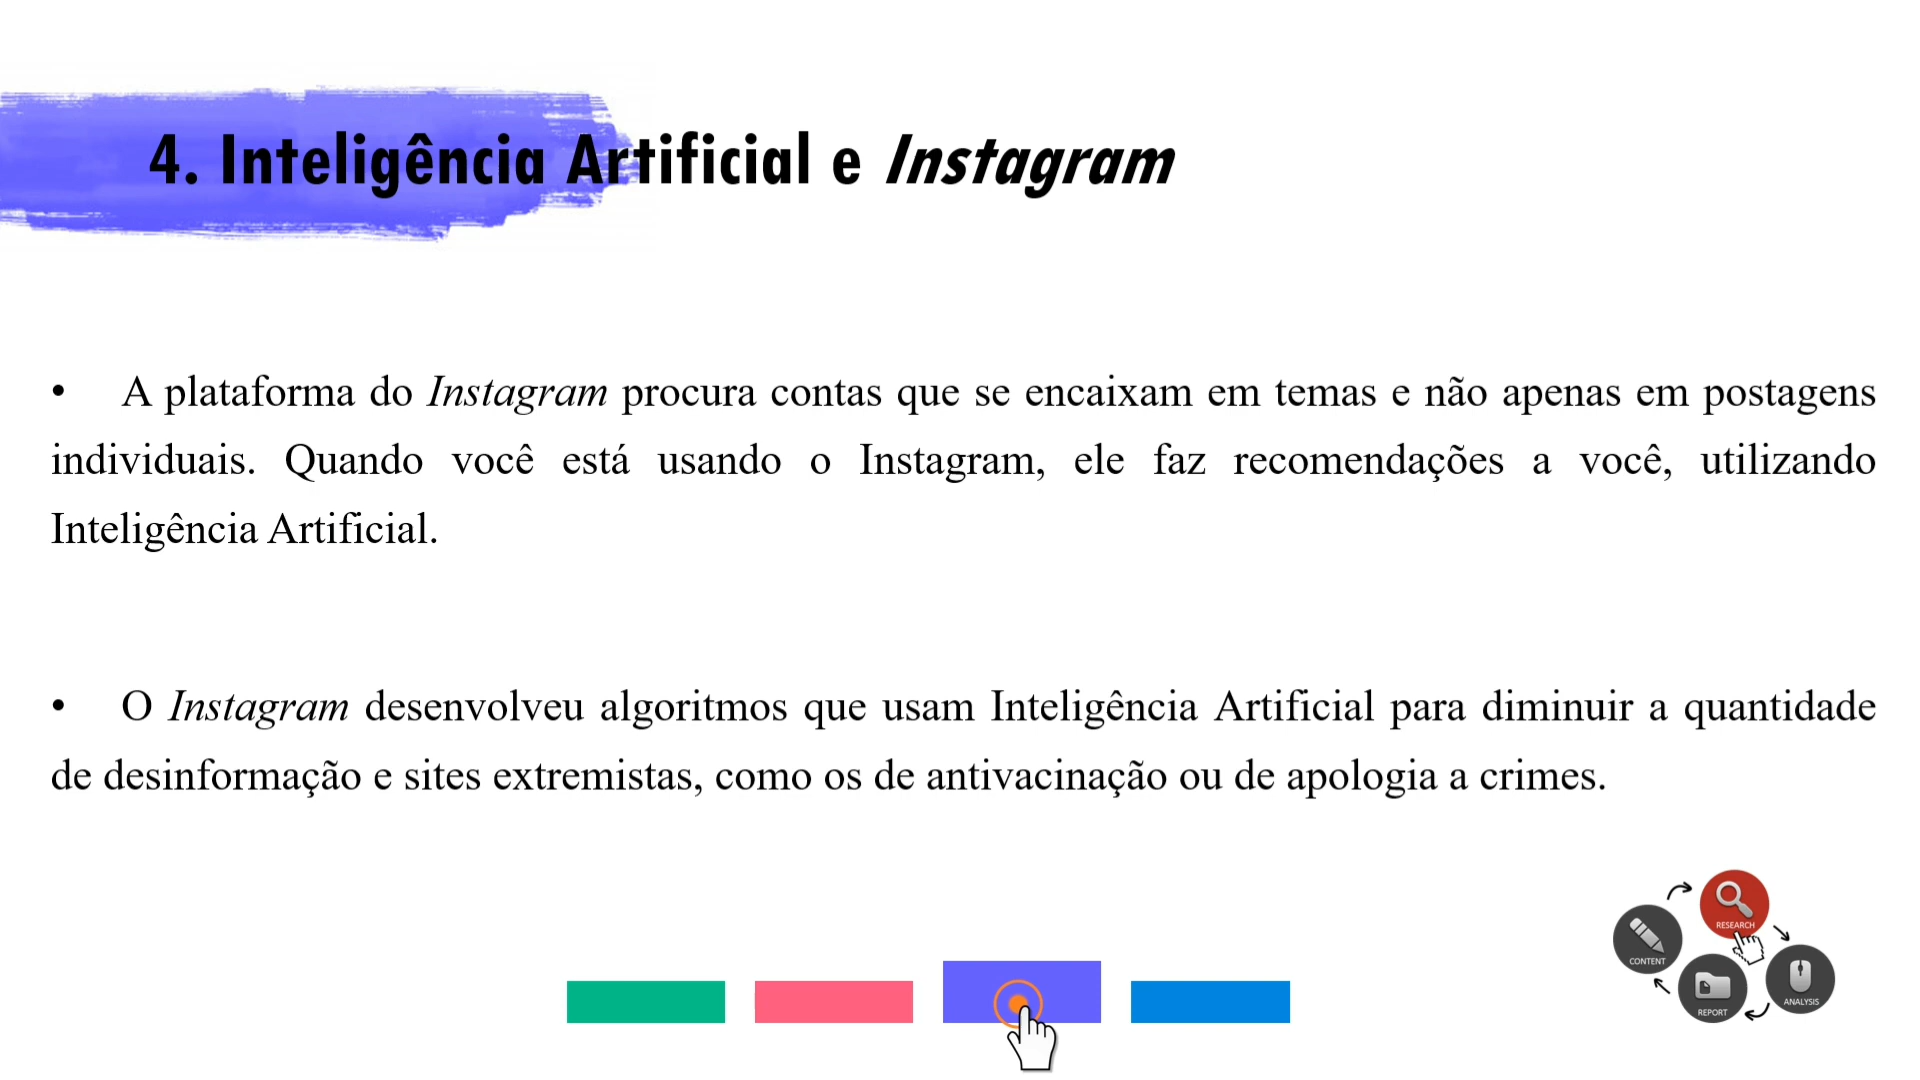 4. Inteligência Artificial e Instagram
• A plataforma do Instagram procura contas que se encaixam em temas e não apenas em postagens
individuais. Quando você está usando o Instagram, ele faz recomendações a você, utilizando
Inteligência Artificial.
• O Instagram desenvolveu algoritmos que usam Inteligência Artificial para diminuir a quantidade
de desinformação e sites extremistas, como os de antivacinação ou de apologia a crimes.
RESEARCH
CONTENT
ANALYSIS
REPORT